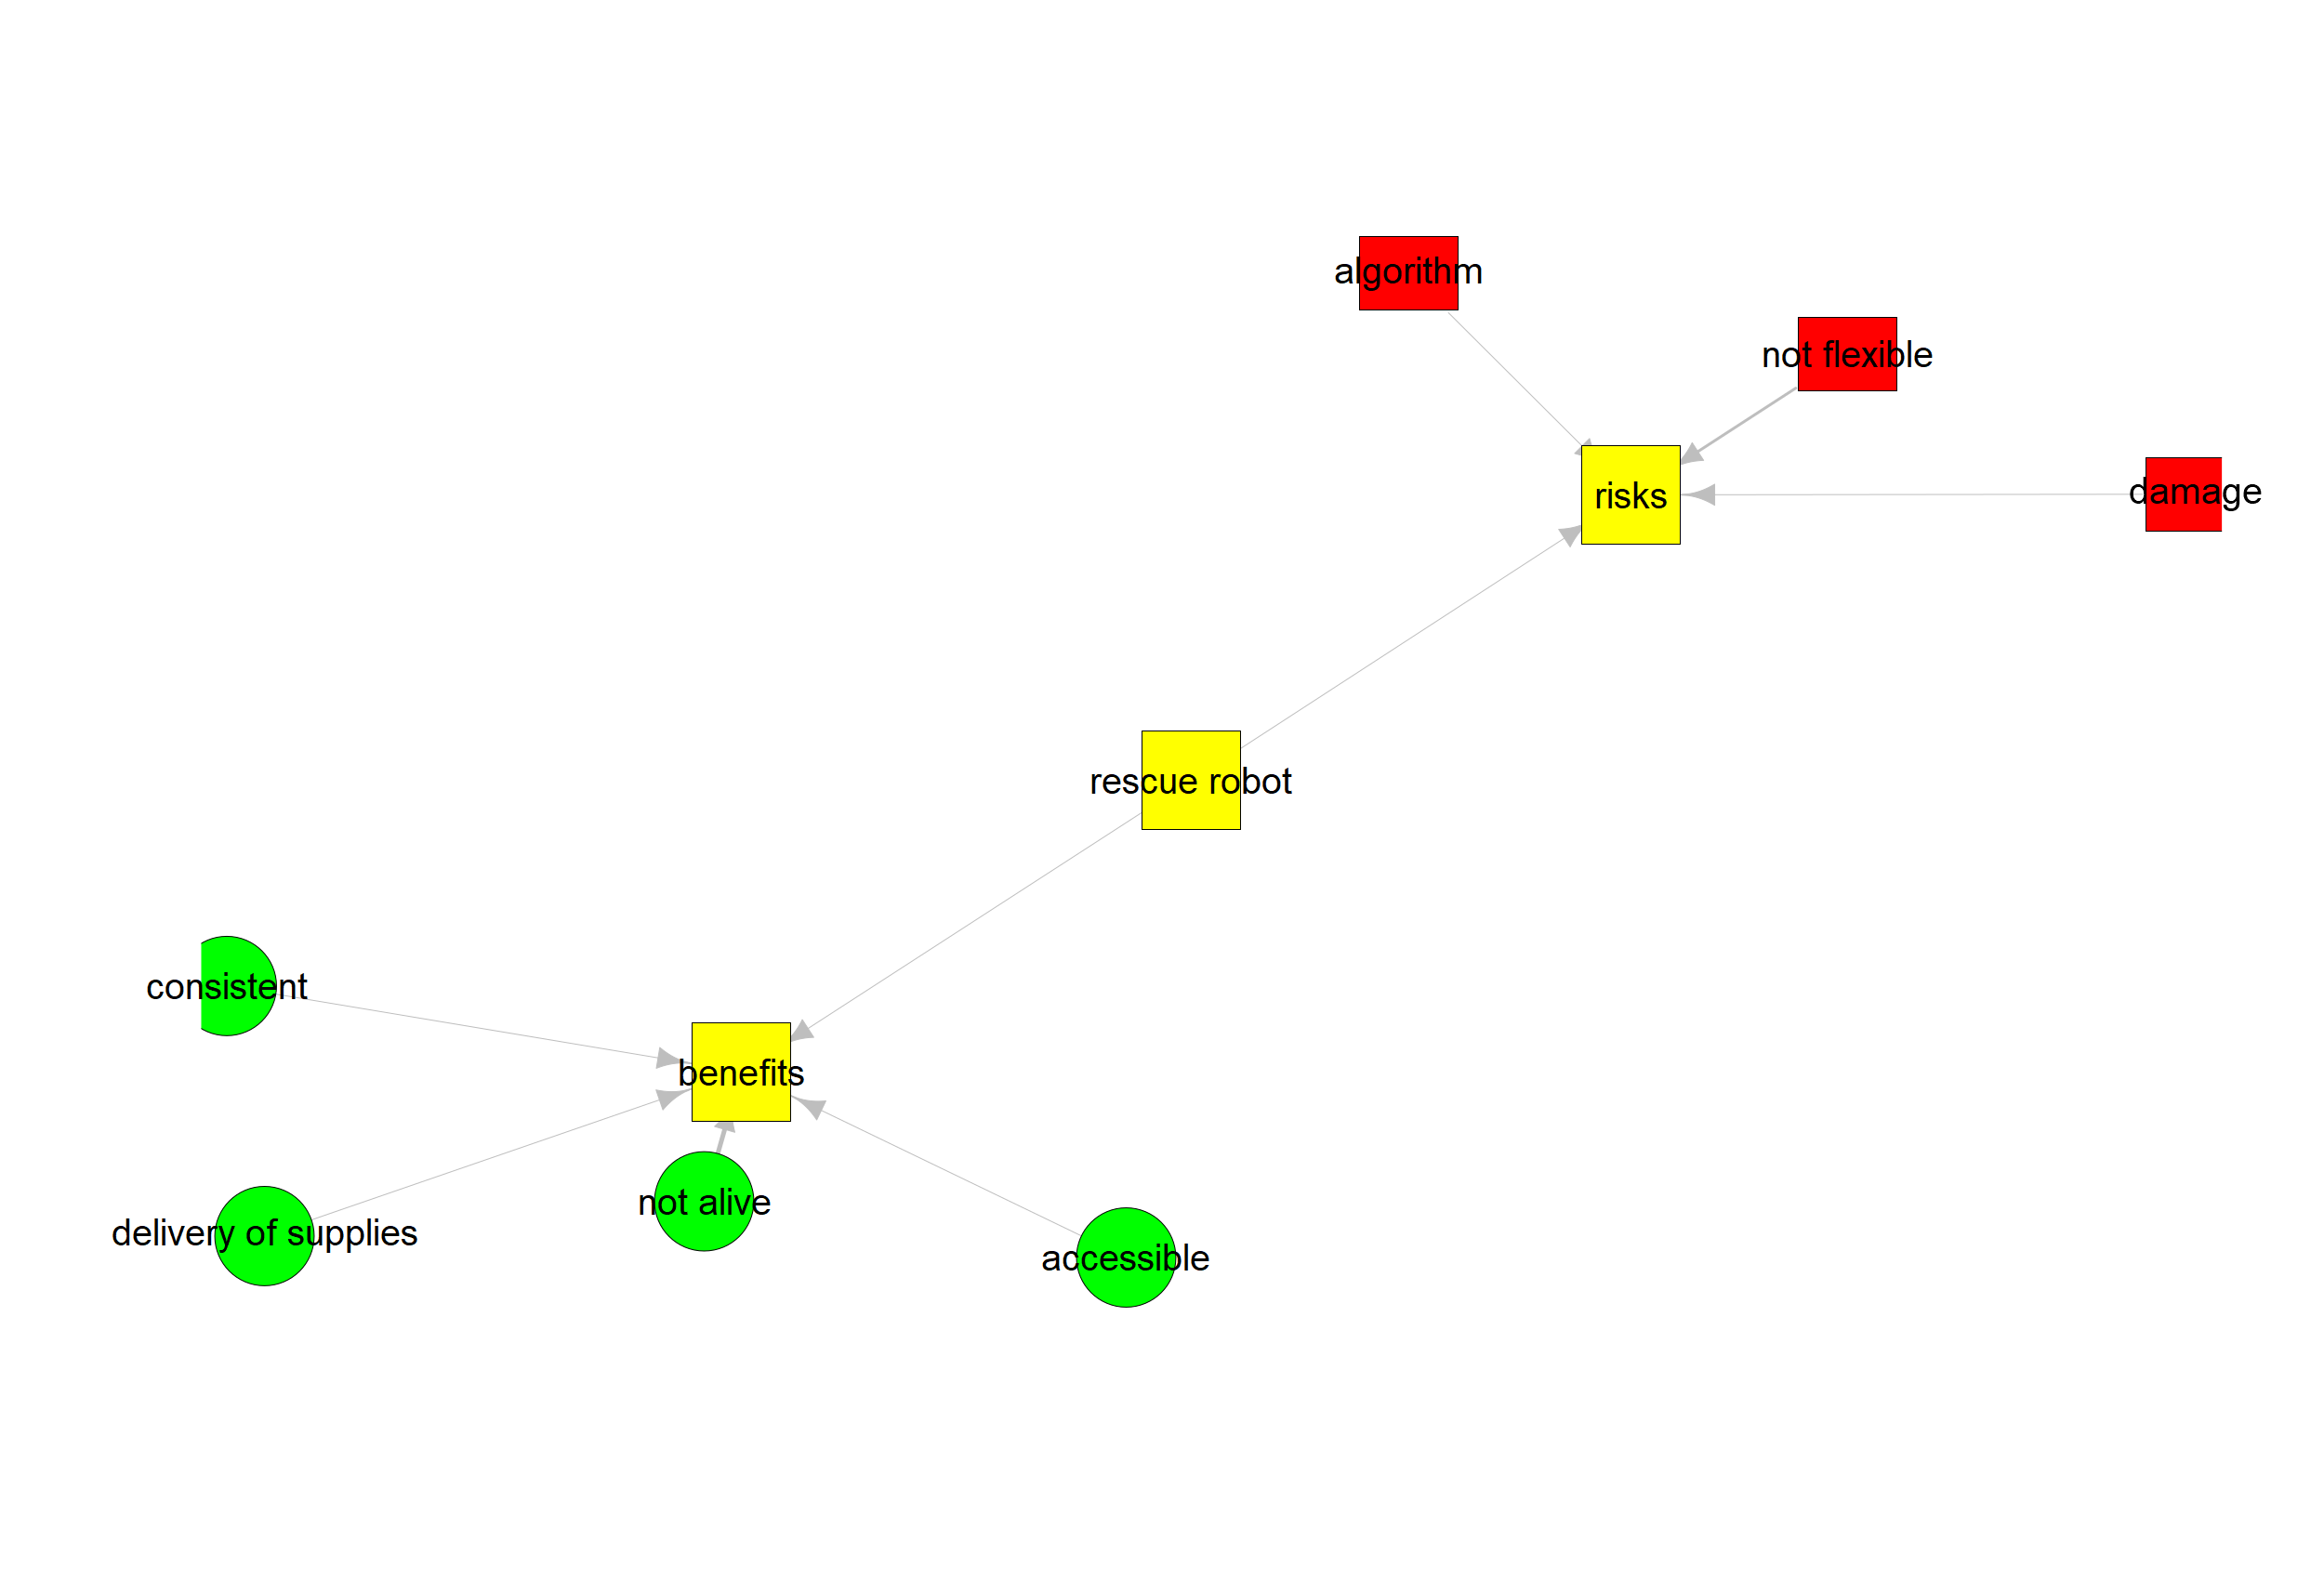 algorithm
not flexible
damage
risks
rescue robot
consistent
benefits
not alive
delivery of supplies
accessible